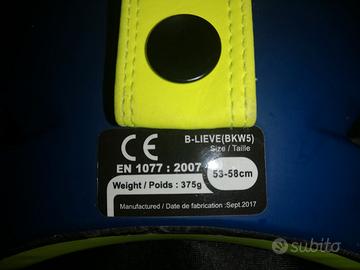 CE
B-LIEVE(BKW5)
Size / Taille
EN 1077 : 2007
53-58cm
Weight / Poids : 375g
Manufactured / Date de fabrication :Sept.2017
subito